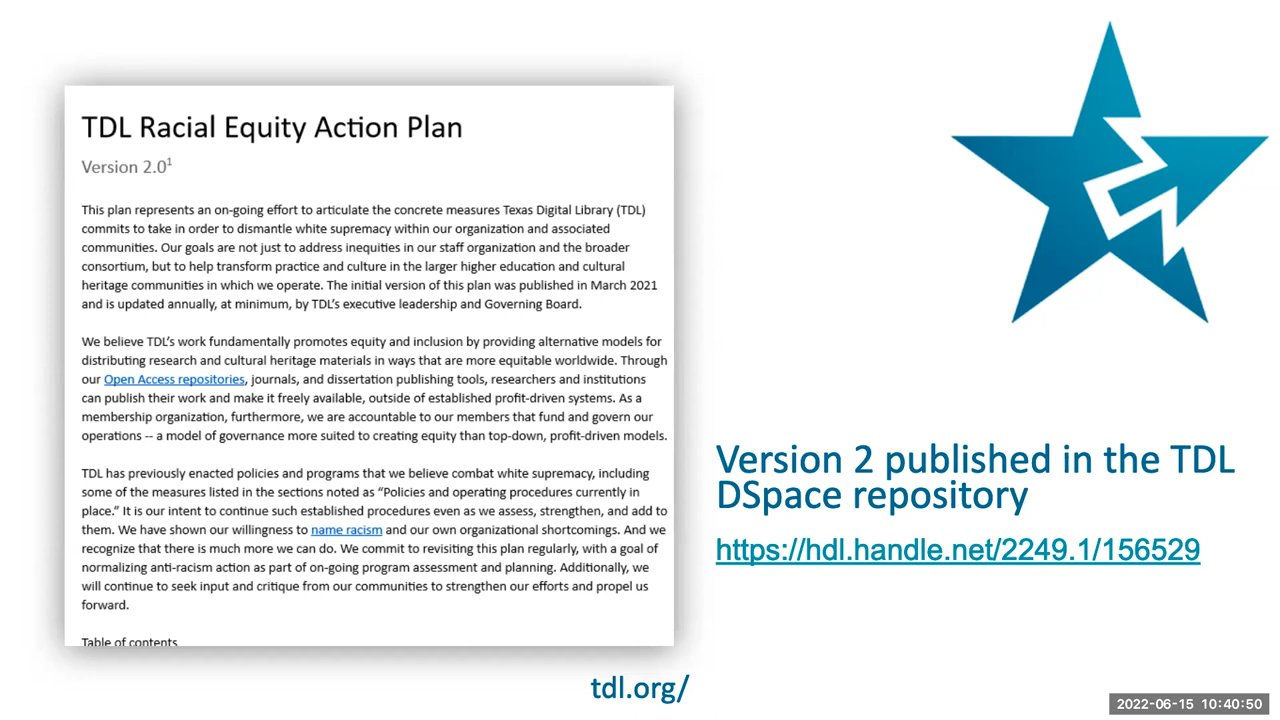 TDL Racial Equity Action Plan
Version 2.0¹
This plan represents an on-going effort to articulate the concrete measures Texas Digital Library (TDL)
commits to take in order to dismantle white supremacy within our organization and associated
communities. Our goals are not just to address inequities in our staff organization and the broader
consortium, but to help transform practice and culture in the larger higher education and cultural
heritage communities in which we operate. The initial version of this plan was published in March 2021
and is updated annually, at minimum, by TDL's executive leadership and Governing Board.
We believe TDL's work fundamentally promotes equity and inclusion by providing alternative models for
distributing research and cultural heritage materials in ways that are more equitable worldwide. Through
our Open Access repositories, journals, and dissertation publishing tools, researchers and institutions
can publish their work and make it freely available, outside of established profit-driven systems. As a
membership organization, furthermore, we are accountable to our members that fund and govern our
operations -- a model of governance more suited to creating equity than top-down, profit-driven models.
TDL has previously enacted policies and programs that we believe combat white supremacy, including
some of the measures listed in the sections noted as “Policies and operating procedures currently in
place.” It is our intent to continue such established procedures even as we assess, strengthen, and add to
them. We have shown our willingness to name racism and our own organizational shortcomings. And we
recognize that there is much more we can do. We commit to revisiting this plan regularly, with a goal of
normalizing anti-racism action as part of on-going program assessment and planning. Additionally, we
will continue to seek input and critique from our communities to strengthen our efforts and propel us
forward.
Table of contents
Version 2 published in the TDL
DSpace repository
https://hdl.handle.net/2249.1/156529
tdl.org/
2022-06-15 10:40:50